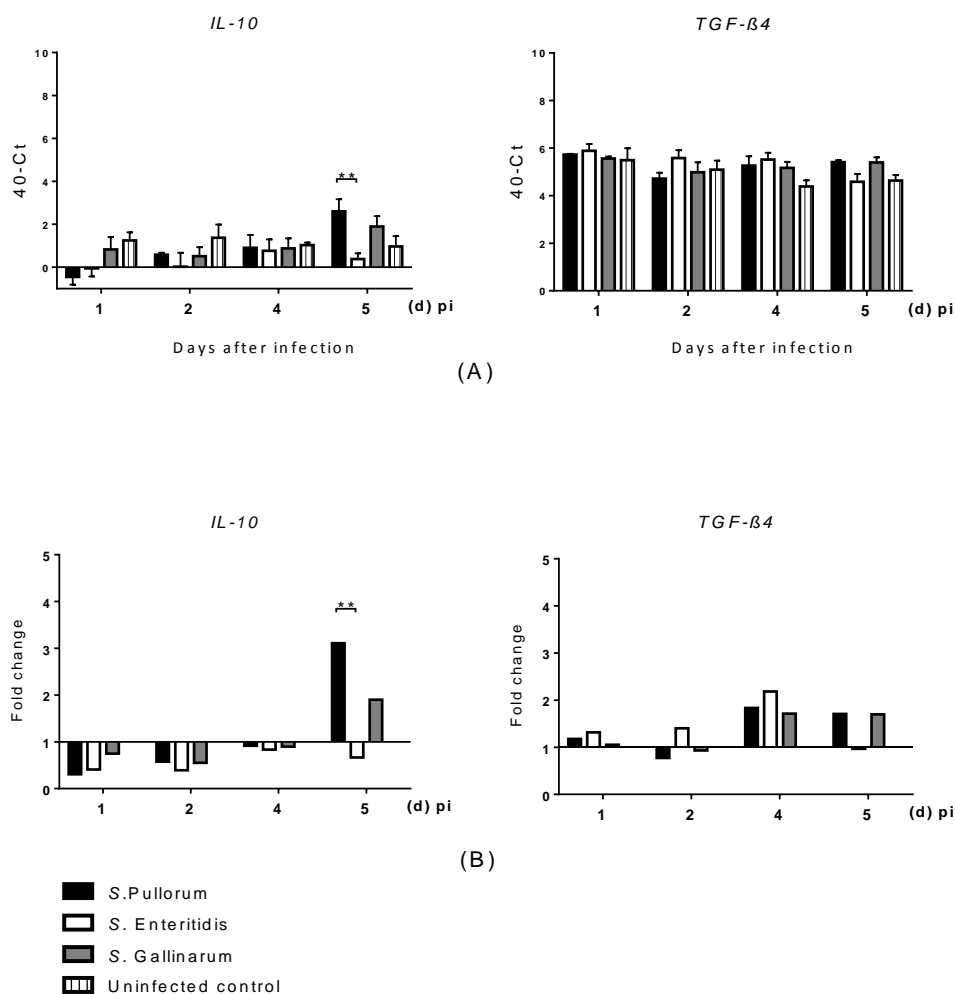 IL-10
TGF-ß4
10
8
6
4
2
0
40-Ct
**
1 2 4 5 (d) pi
Days after infection
10
8
6
4
2
0
40-Ct
1 2 4 5 (d) pi
Days after infection
(A)
IL-10
TGF-ß4
5
4
3
2
1
0
Fold change
**
1 2 4 5 (d) pi
5
4
3
2
1
0
Fold change
1 2 4 5 (d) pi
(B)
S.Pullorum
S. Enteritidis
S. Gallinarum
Uninfected control